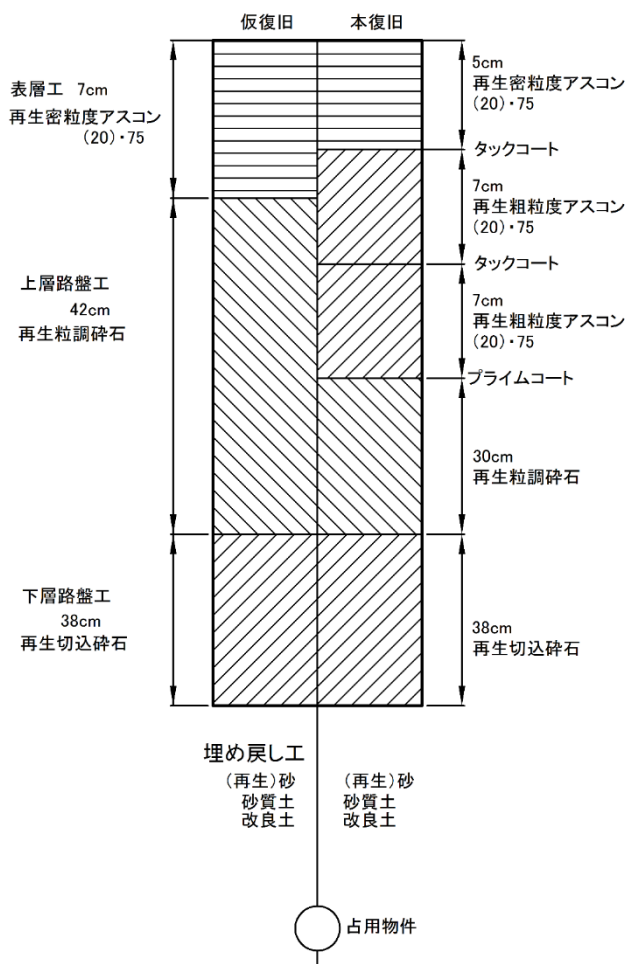 仮復旧
本復旧
表層工 7cm
再生密粒度アスコン
(20)・75
上層路盤工
42cm
再生粒調砕石
下層路盤工
38cm
再生切込砕石
5cm
再生密粒度アスコン
(20)・75
タックコート
7cm
再生粗粒度アスコン
(20)・75
タックコート
7cm
再生粗粒度アスコン
(20)・75
プライムコート
30cm
再生粒調砕石
38cm
再生切込砕石
埋め戻し工
(再生)砂
砂質土
改良土
(再生)砂
砂質土
改良土
占用物件